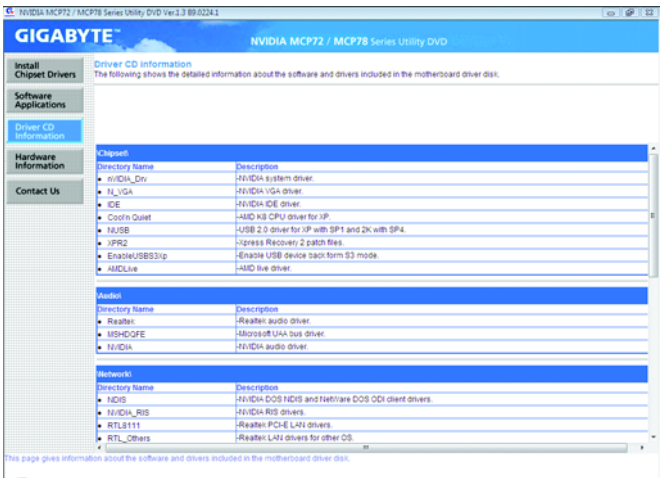 NVIDIA MCP72 / MCP78 Series Utility DVD Ver.1.3 B9.0224.1
GIGABYTE™
NVIDIA MCP72 / MCP78 Series Utility DVD
Install
Chipset Drivers
Software
Applications
Driver CD
Information
Hardware
Information
Contact Us
Driver CD information
The following shows the detailed information about the software and drivers included in the motherboard driver disk.
\Chipset\
Directory Name Description
• nVIDIA_Drv -NVIDIA system driver.
• N_VGA -NVIDIA VGA driver.
• IDE -NVIDIA IDE driver.
• Cool'n Quiet -AMD K8 CPU driver for XP.
• NUSB -USB 2.0 driver for XP with SP1 and 2K with SP4.
• XPR2 -Xpress Recovery 2 patch files.
• EnableUSBS3Xp -Enable USB device back form S3 mode.
• AMDLive -AMD live driver.
\Audio\
Directory Name Description
• Realtek -Realtek audio driver.
• MSHDQFE -Microsoft UAA bus driver.
• NVIDIA -NVIDIA audio driver.
\Network\
Directory Name Description
• NDIS -NVIDIA DOS NDIS and NetWare DOS ODI client drivers.
• NVIDIA_RIS -NVIDIA RIS drivers.
• RTL8111 -Realtek PCI-E LAN drivers.
• RTL_Others -Realtek LAN drivers for other OS.
This page gives information about the software and drivers included in the motherboard driver disk.